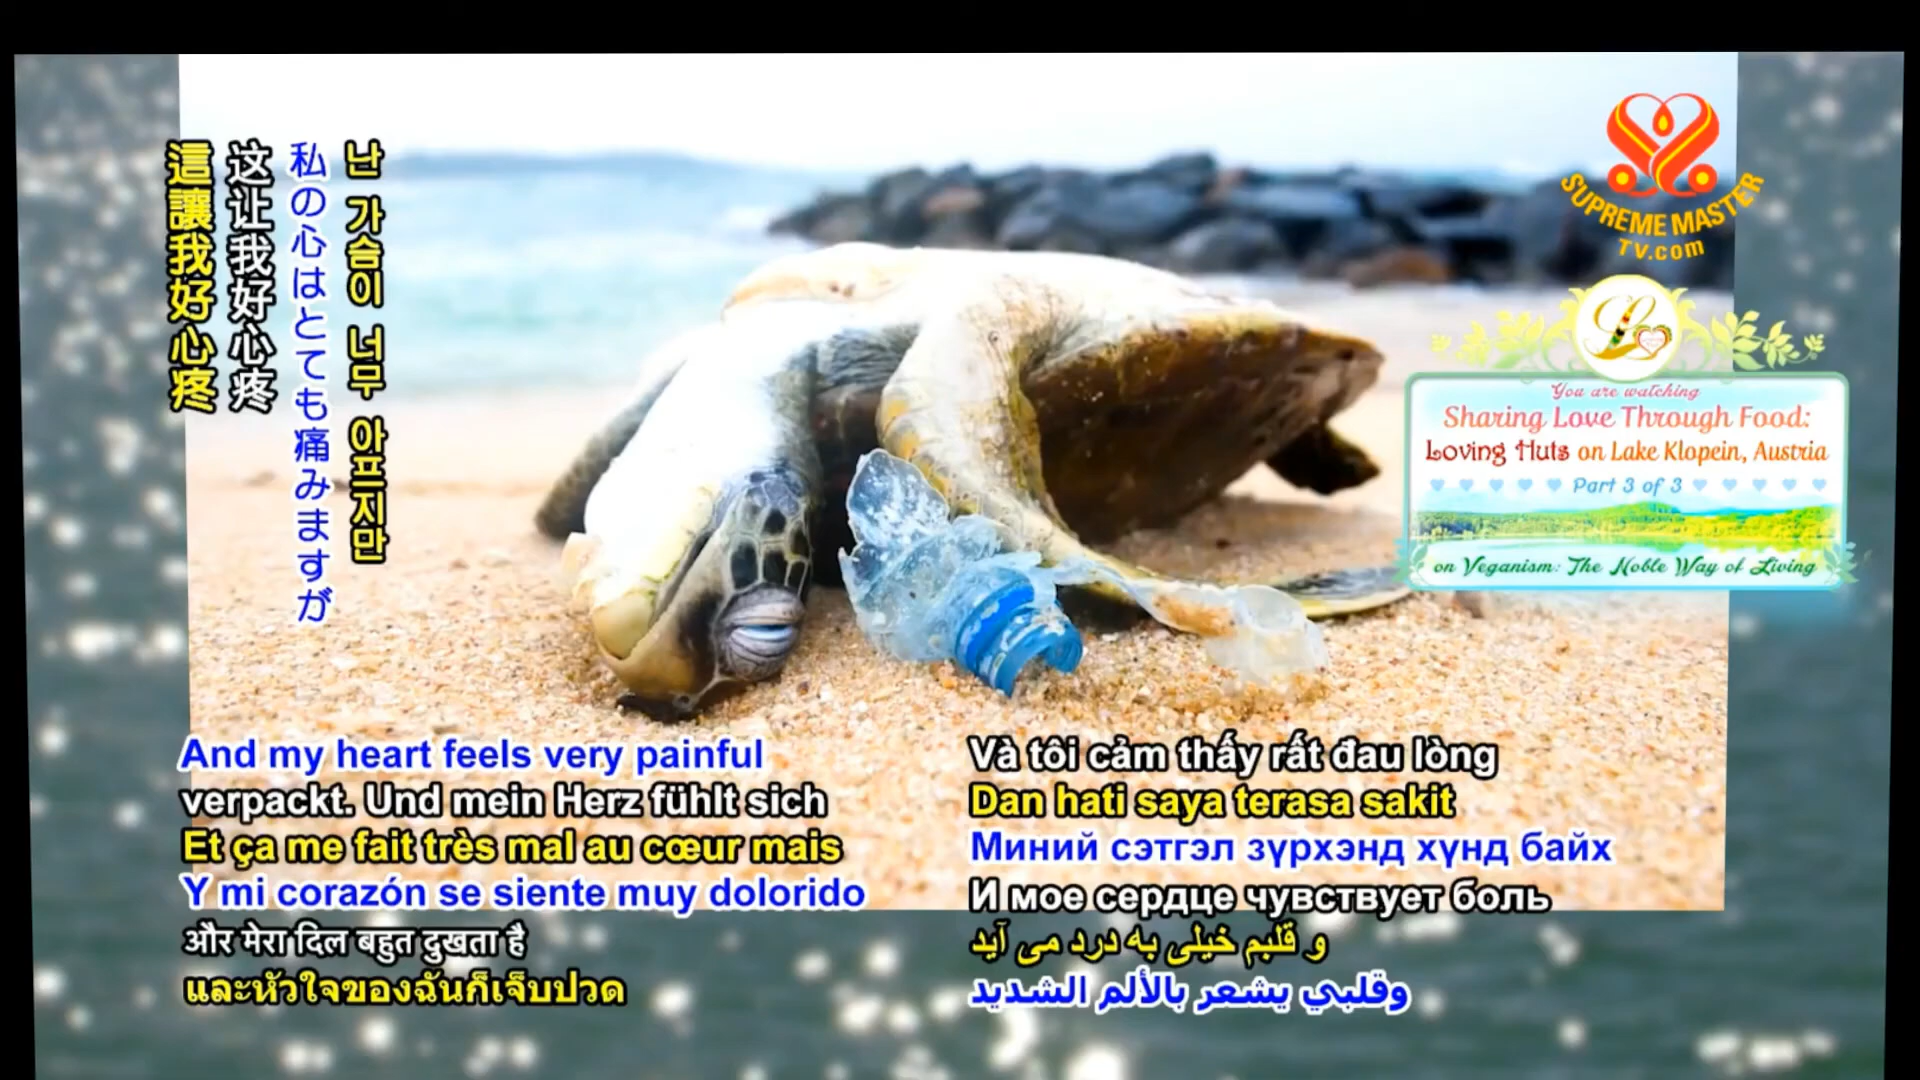 這讓我好心疼
这让我好心疼
私の心はとても痛みますが
난 가슴이 너무 아프지만
SUPREME MASTER
TV.com
You are watching
Sharing Love Through Food:
Loving Huts on Lake Klopein, Austria
Part 3 of 3
on Veganism: The Noble Way of Living
And my heart feels very painful
verpackt. Und mein Herz fühlt sich
Et ça me fait très mal au cœur mais
Y mi corazón se siente muy dolorido
और मेरा दिल बहुत दुखता है
และหัวใจของฉันก็เจ็บปวด
Và tôi cảm thấy rất đau lòng
Dan hati saya terasa sakit
Миний сэтгэл зүрхэнд хүнд байх
И мое сердце чувствует боль
و قلبم خیلی به درد می آید
وقلبي يشعر بالألم الشديد